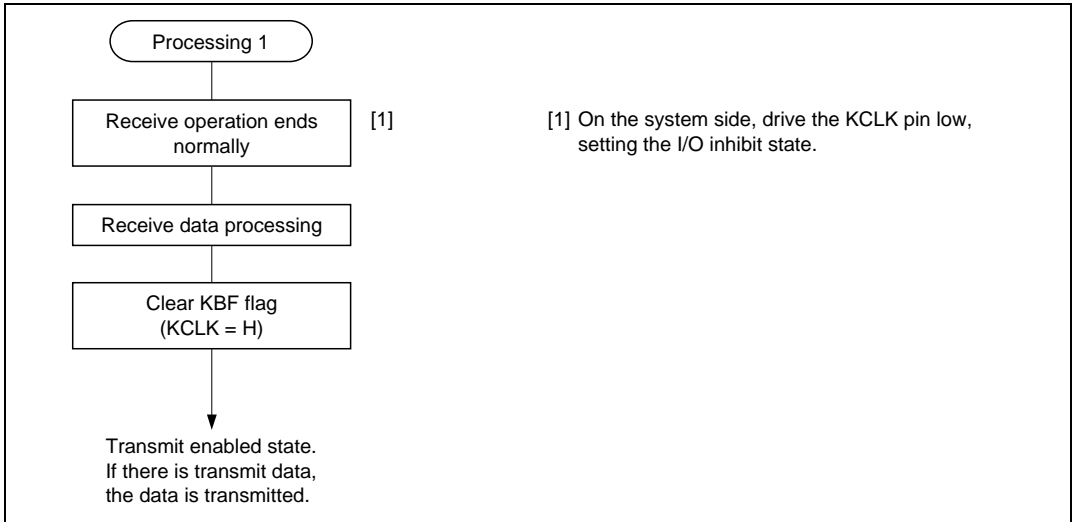 Processing 1
Receive operation ends
normally
[1]
[1] On the system side, drive the KCLK pin low,
setting the I/O inhibit state.
Receive data processing
Clear KBF flag
(KCLK = H)
Transmit enabled state.
If there is transmit data,
the data is transmitted.